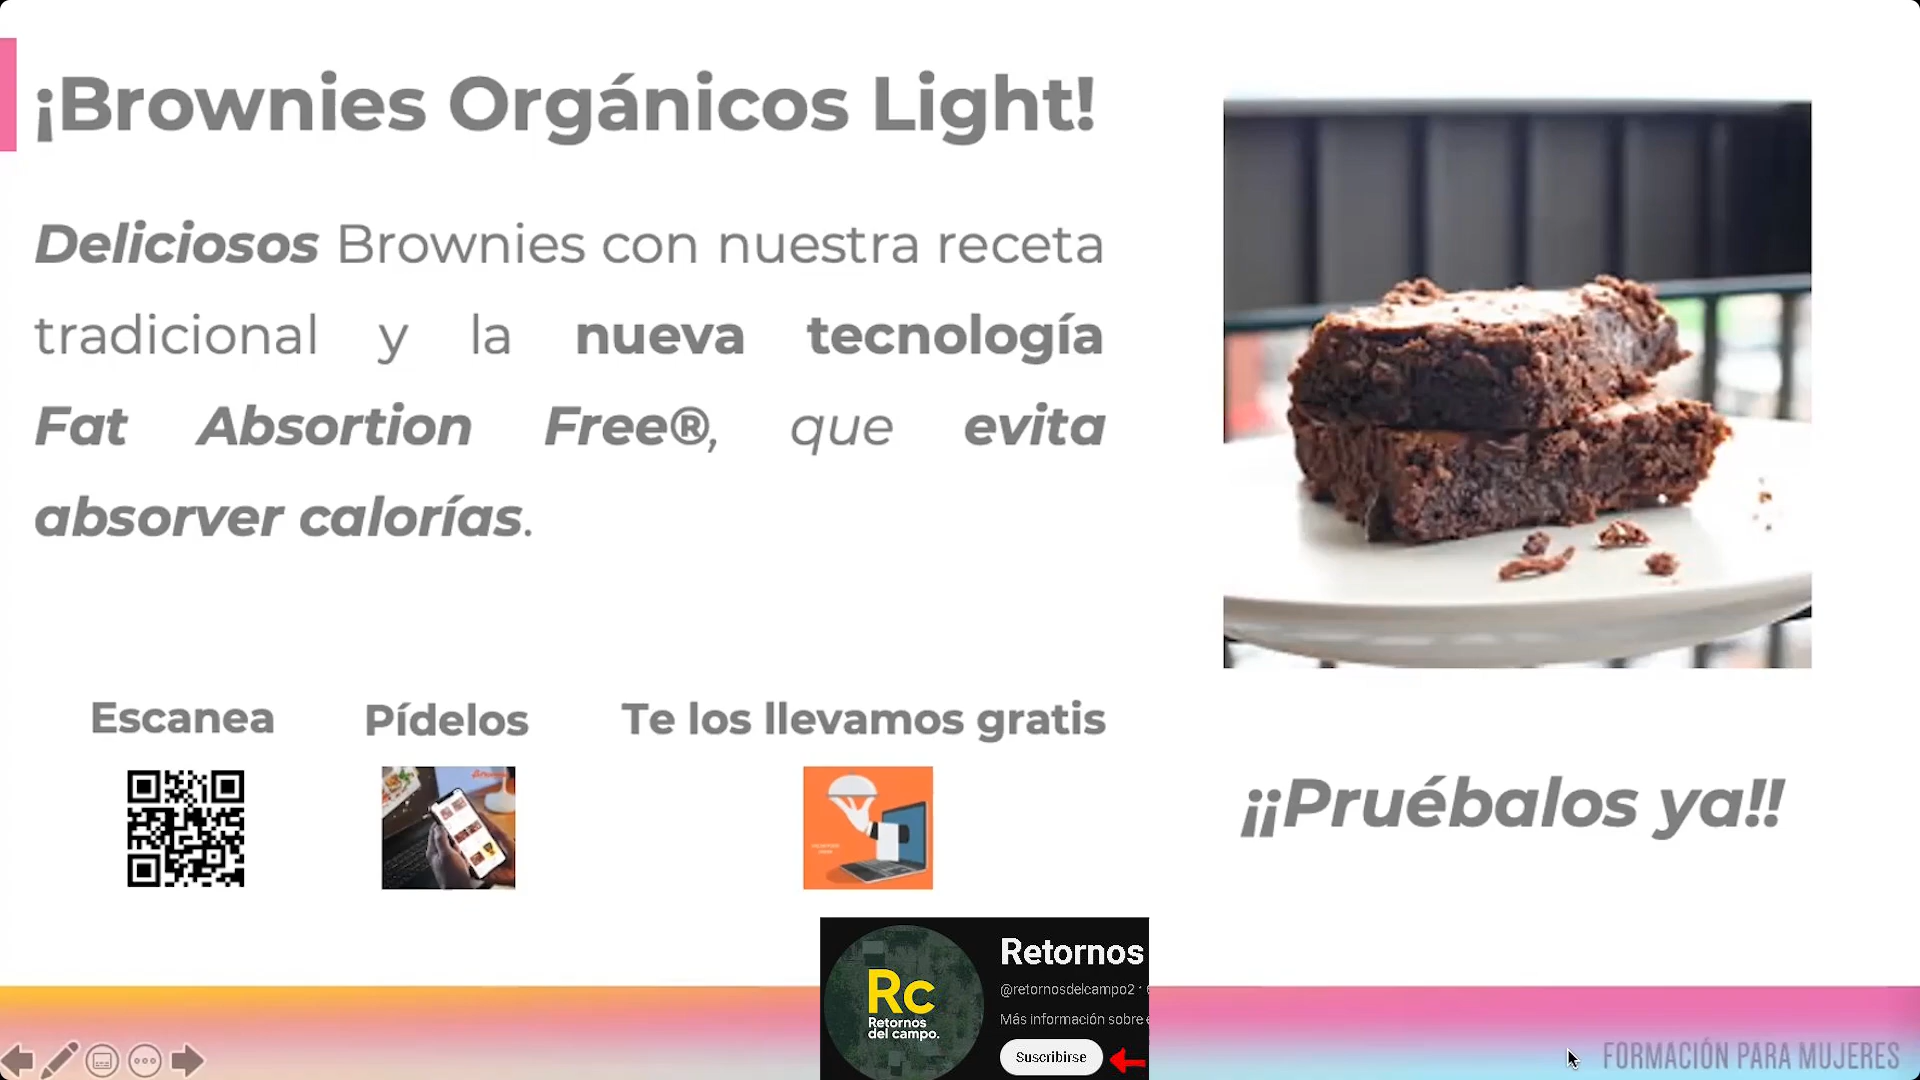 ¡Brownies Orgánicos Light!
Deliciosos Brownies con nuestra receta
tradicional y la nueva tecnología
Fat Absortion Free®, que evita
absorver calorías.
Escanea
Pídelos
Te los llevamos gratis
¡¡Pruébalos ya!!
Rc
Retornos
del campo.
Retornos
@retornosdelcampo2
Más información sobre
Suscribirse
FORMACIÓN PARA MUJERES